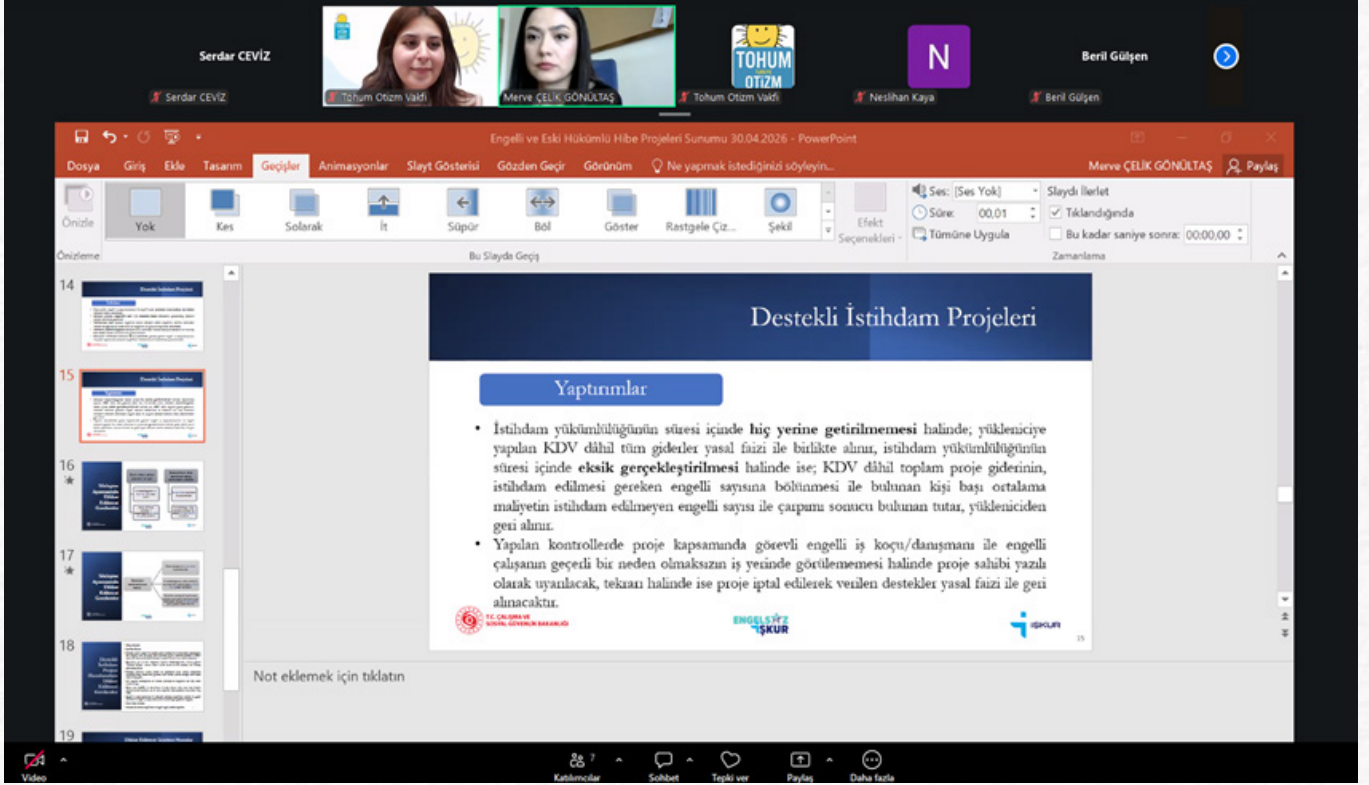 Serdar CEVİZ
Beril Gülşen
TOHUM
OTİZM
N
Serdar CEVİZ
Tohum Otizm Vakfı
Merve ÇELİK GÖNÜLTAŞ
Tohum Otizm Vakfı
Neslihan Kaya
Beril Gülşen
Engelli ve Eski Hükümlü Hibe Projeleri Sunumu 30.04.2026 - PowerPoint
Dosya Giriş Ekle Tasarım Geçişler Animasyonlar Slayt Gösterisi Gözden Geçir Görünüm Ne yapmak istediğinizi söyleyin... Merve ÇELİK GÖNÜLTAŞ Paylaş
Önizle
Yok Kes Solarak İt Süpür Böl Göster Rastgele Çiz... Şekil
Efekt
Seçenekleri
Ses: [Ses Yok]
Süre: 00,01
Tümüne Uygula
Slaydı İlerlet
Tıklandığında
Bu kadar saniye sonra: 00:00,00
Önizleme
Bu Slayda Geçiş
Zamanlama
14
15
16
17
18
19
Destekli İstihdam Projeleri
Yaptırımlar
• İstihdam yükümlülüğünün süresi içinde hiç yerine getirilmemesi halinde; yükleniciye
yapılan KDV dâhil tüm giderler yasal faizi ile birlikte alınır, istihdam yükümlülüğünün
süresi içinde eksik gerçekleştirilmesi halinde ise; KDV dâhil toplam proje giderinin,
istihdam edilmesi gereken engelli sayısına bölünmesi ile bulunan kişi başı ortalama
maliyetin istihdam edilmeyen engelli sayısı ile çarpımı sonucu bulunan tutar, yükleniciden
geri alınır.
• Yapılan kontrollerde proje kapsamında görevli engelli iş koçu/danışmanı ile engelli
çalışanın geçerli bir neden olmaksızın iş yerinde görülememesi halinde proje sahibi yazılı
olarak uyarılacak, tekrarı halinde ise proje iptal edilerek verilen destekler yasal faizi ile geri
alınacaktır.
T.C. ÇALIŞMA VE
SOSYAL GÜVENLİK BAKANLIĞI
ENGELSİZ
İŞKUR
İŞKUR
15
Not eklemek için tıklatın
Video
Katılımcılar
7
Sohbet
Tepki ver
Paylaş
Daha fazla